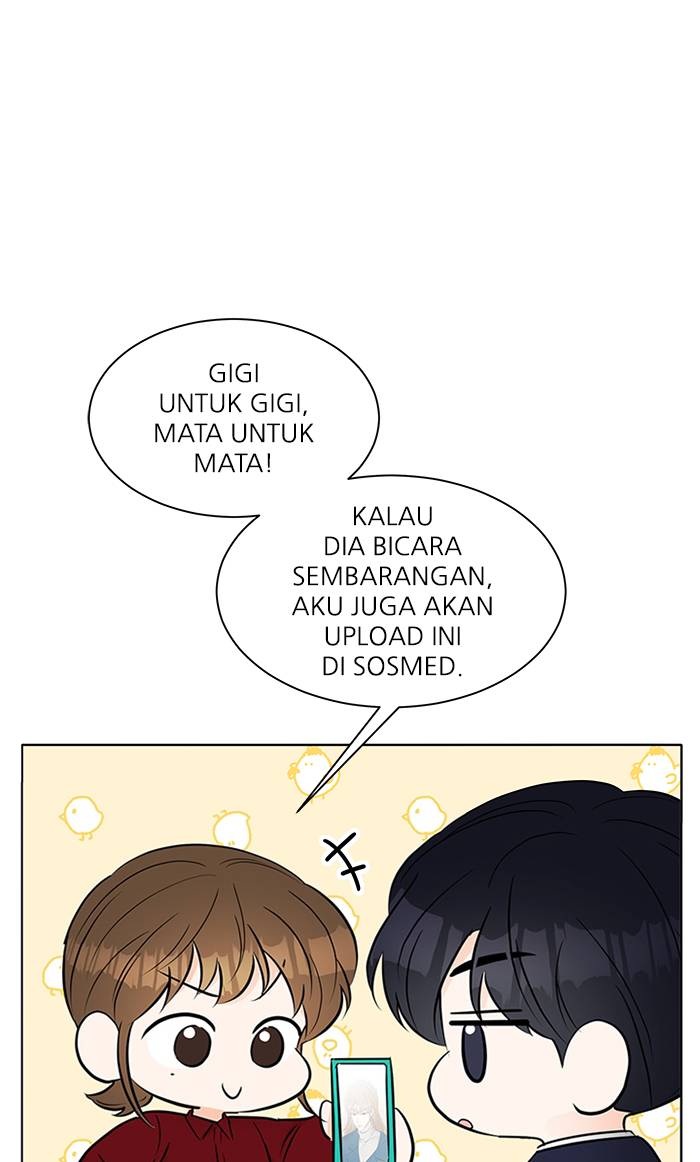 GIGI
UNTUK GIGI,
MATA UNTUK
MATA!
KALAU
DIA BICARA
SEMBARANGAN,
AKU JUGA AKAN
UPLOAD INI
DI SOSMED.